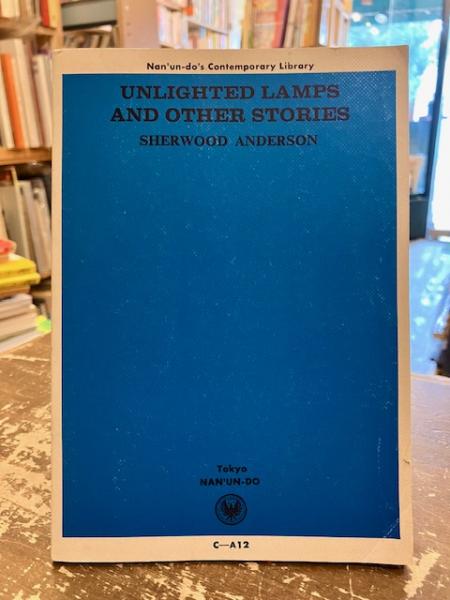 Nan'un-do's Contemporary Library
UNLIGHTED LAMPS
AND OTHER STORIES
SHERWOOD ANDERSON
Tokyo
NAN'UN-DO
C—A12